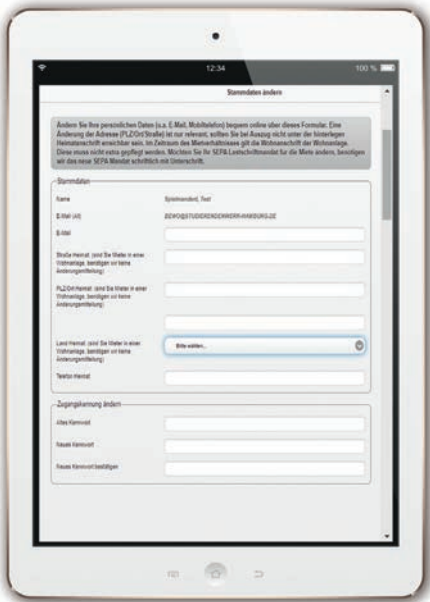 12:34
100 %
Stammdaten ändern
Ändern Sie Ihre persönlichen Daten (u.a. E-Mail, Mobiltelefon) bequem online über dieses Formular. Eine
Änderung der Adresse (PLZ/Ort/Straße) ist nur relevant, sollten Sie bei Auszug nicht unter der hinterlegten
Heimatanschrift erreichbar sein. Im Zeitraum des Mietverhältnisses gilt die Wohnanschrift der Wohnanlage.
Diese muss nicht extra gepflegt werden. Möchten Sie Ihr SEPA Lastschriftmandat für die Miete ändern, benötigen
wir das neue SEPA Mandat schriftlich mit Unterschrift.
Stammdaten
Name
Test
E-Mail (Alt)
E-Mail
Straße Heimat: (sind Sie Mieter in einer
Wohnanlage, benötigen wir keine
Änderungsmitteilung)
PLZ/Ort Heimat: (sind Sie Mieter in einer
Wohnanlage, benötigen wir keine
Änderungsmitteilung)
Land Heimat: (sind Sie Mieter in einer
Wohnanlage, benötigen wir keine
Änderungsmitteilung)
Bitte wählen...
Telefon Heimat
Zugangskennung ändern
Altes Kennwort
Neues Kennwort
Neues Kennwort bestätigen